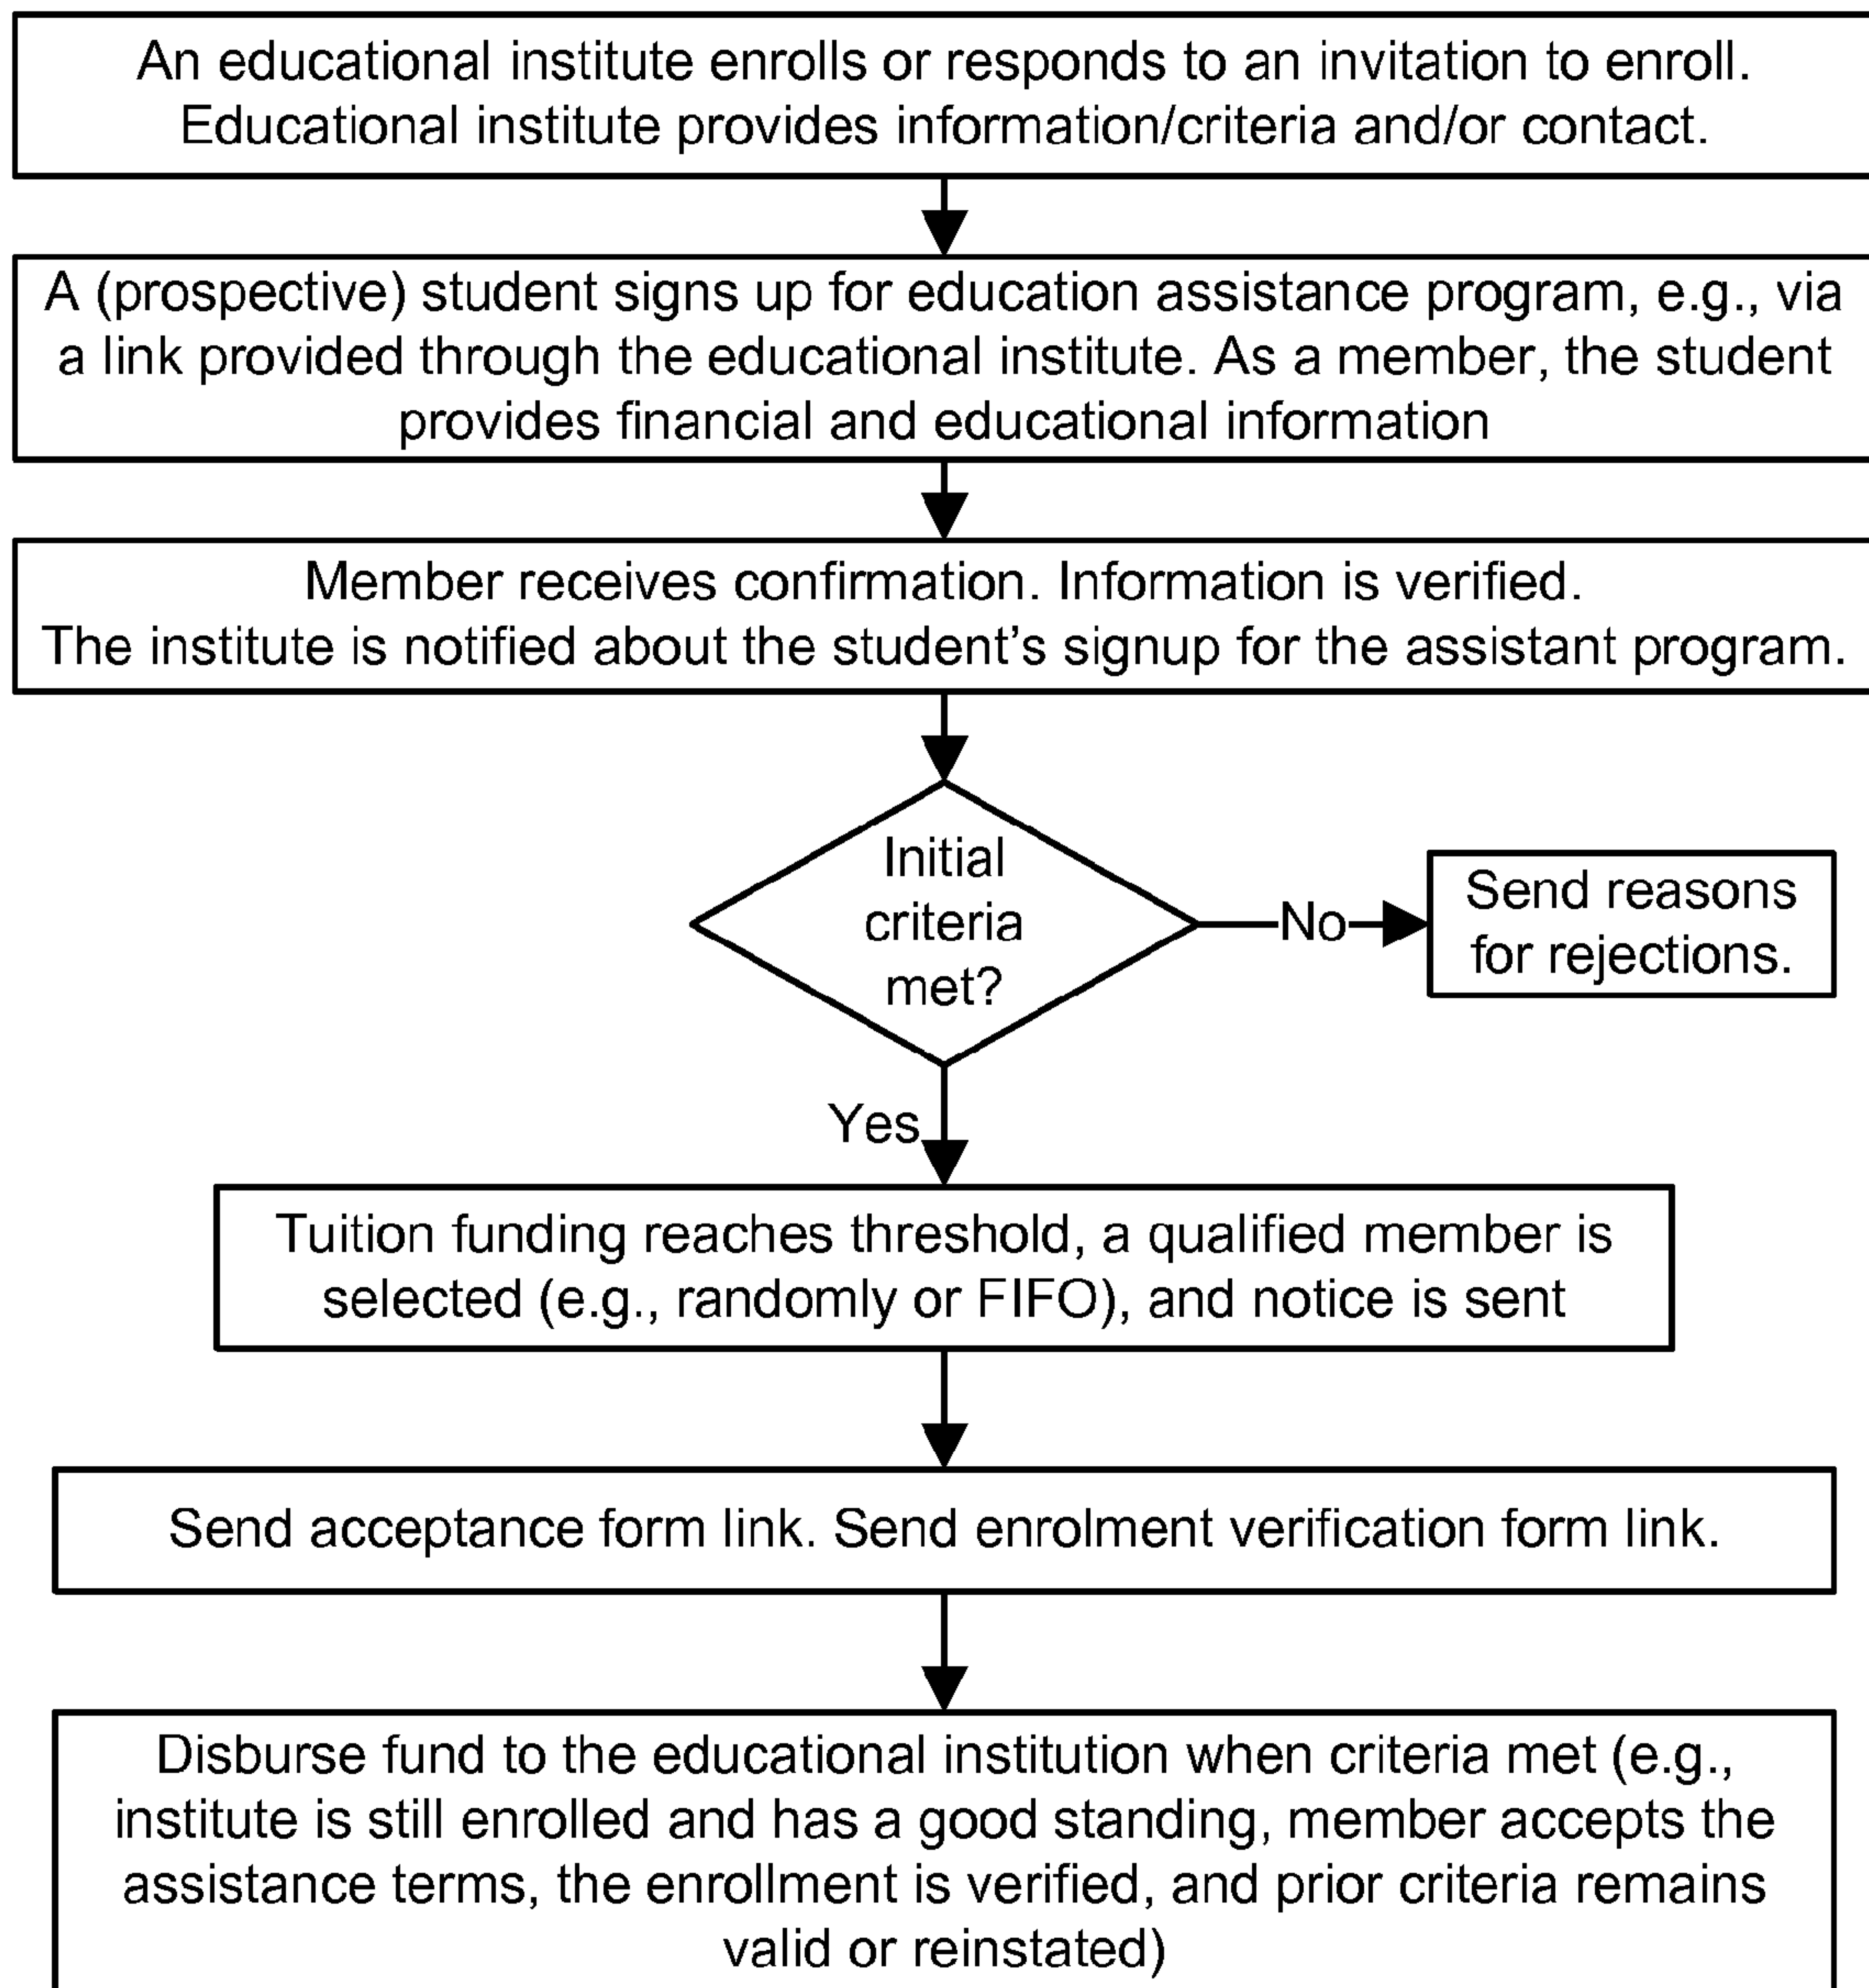 An educational institute enrolls or responds to an invitation to enroll.
Educational institute provides information/criteria and/or contact.
A (prospective) student signs up for education assistance program, e.g., via
a link provided through the educational institute. As a member, the student
provides financial and educational information
Member receives confirmation. Information is verified.
The institute is notified about the student’s signup for the assistant program.
Initial
criteria
met?
No
Send reasons
for rejections.
Yes
Tuition funding reaches threshold, a qualified member is
selected (e.g., randomly or FIFO), and notice is sent
Send acceptance form link. Send enrolment verification form link.
Disburse fund to the educational institution when criteria met (e.g.,
institute is still enrolled and has a good standing, member accepts the
assistance terms, the enrollment is verified, and prior criteria remains
valid or reinstated)